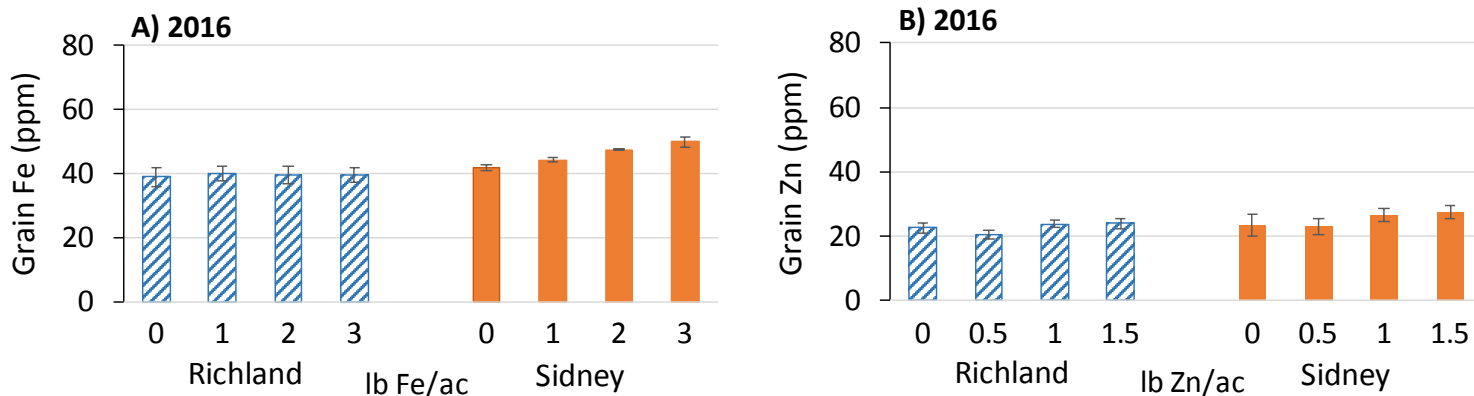 A) 2016
Grain Fe (ppm)
80
60
40
20
0
0 1 2 3 0 1 2 3
Richland lb Fe/ac Sidney
B) 2016
Grain Zn (ppm)
80
60
40
20
0
0 0.5 1 1.5 0 0.5 1 1.5
Richland lb Zn/ac Sidney